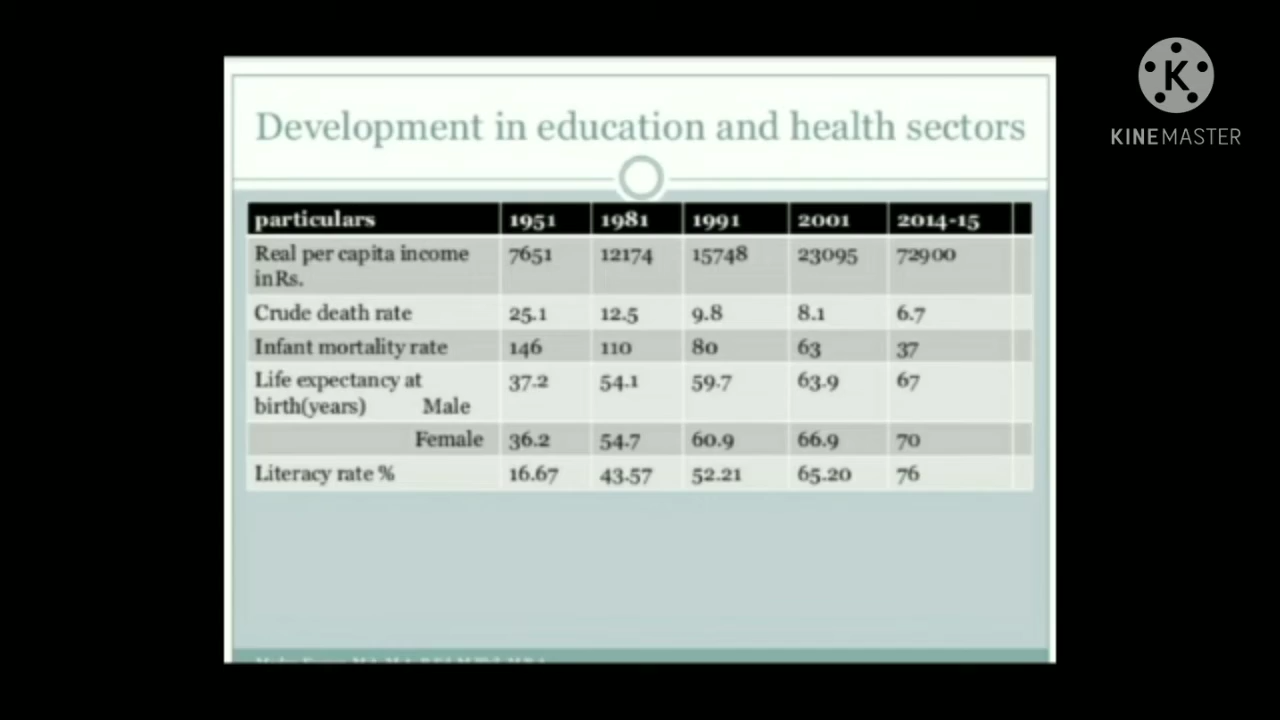 K
KINEMASTER
Development in education and health sectors
particulars 1951 1981 1991 2001 2014-15
Real per capita income 7651 12174 15748 23095 72900
inRs.
Crude death rate 25.1 12.5 9.8 8.1 6.7
Infant mortality rate 146 110 80 63 37
Life expectancy at 37.2 54.1 59.7 63.9 67
birth(years) Male
Female 36.2 54.7 60.9 66.9 70
Literacy rate % 16.67 43.57 52.21 65.20 76